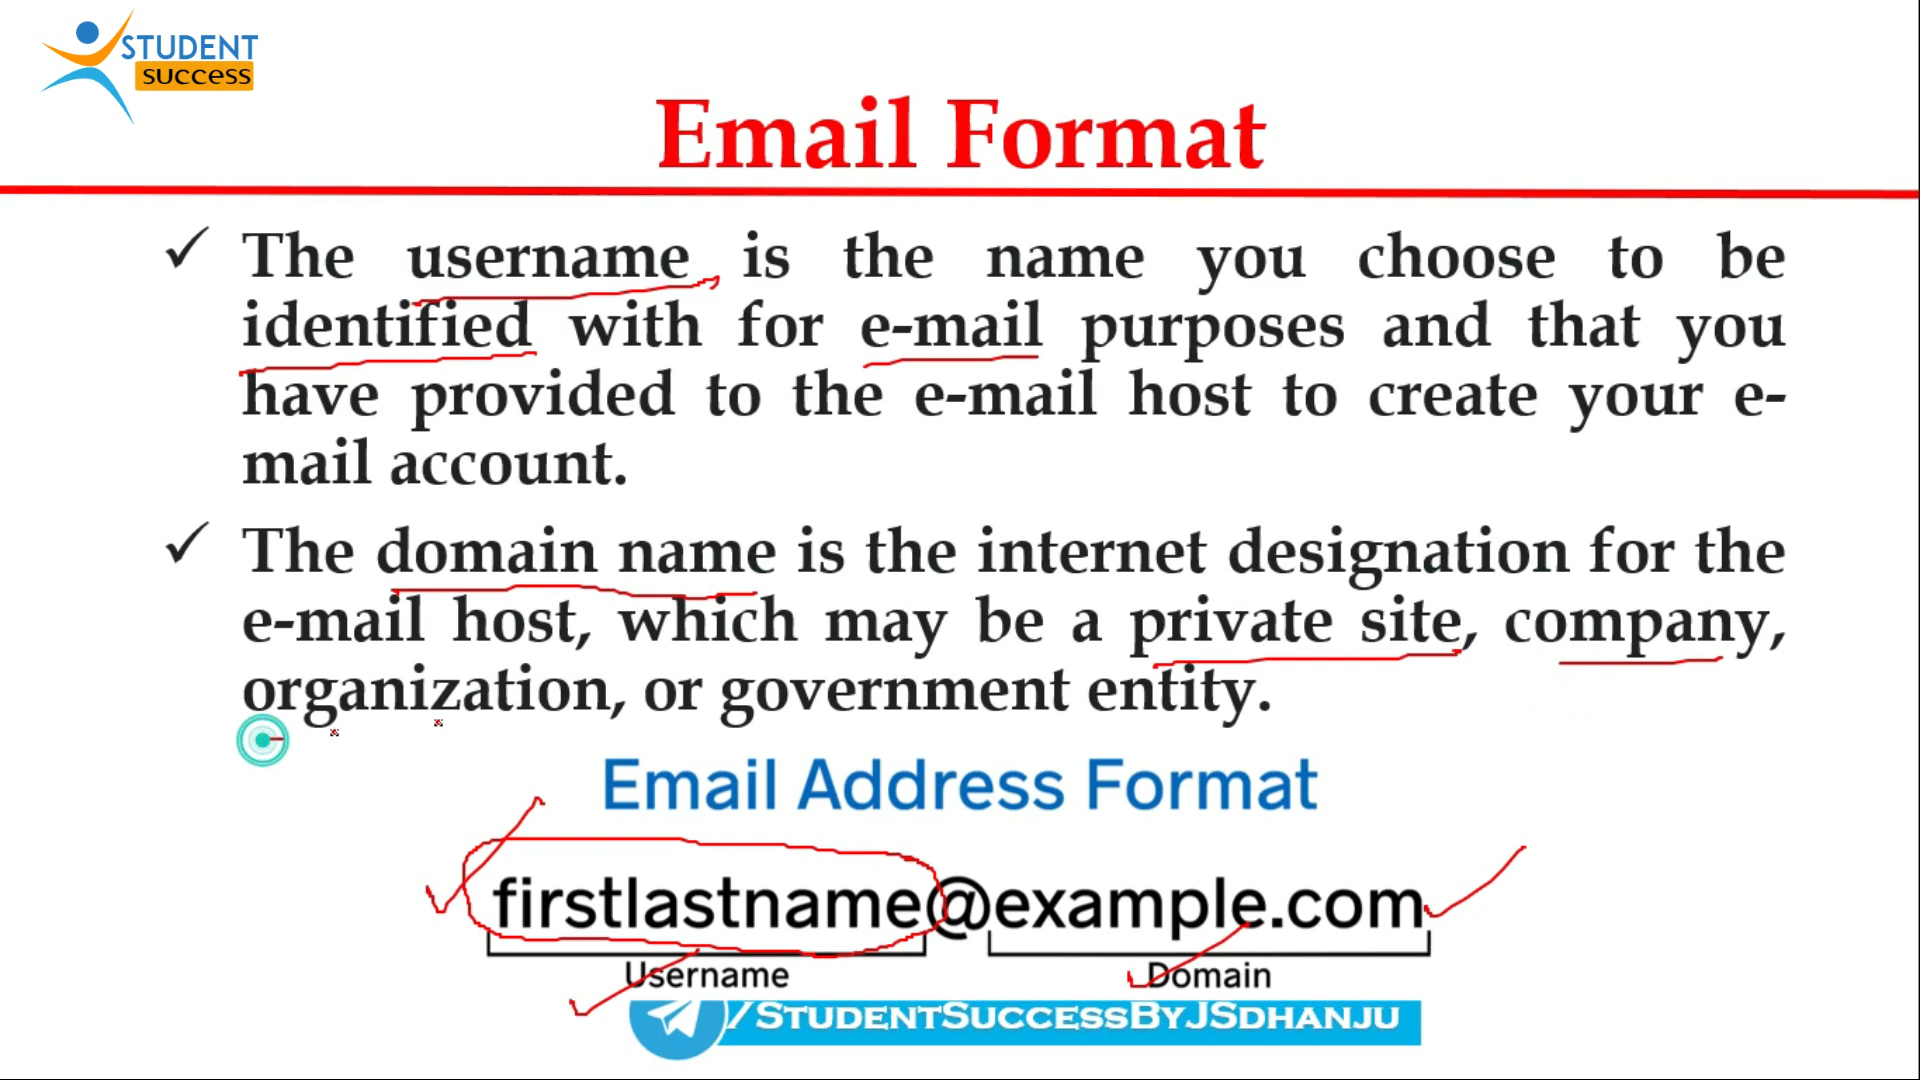 STUDENT
success
Email Format
✓ The username is the name you choose to be
identified with for e-mail purposes and that you
have provided to the e-mail host to create your e-
mail account.
✓ The domain name is the internet designation for the
e-mail host, which may be a private site, company,
organization, or government entity.
Email Address Format
firstlastname@example.com
Username Domain
/StudentSuccessByJSdhanju